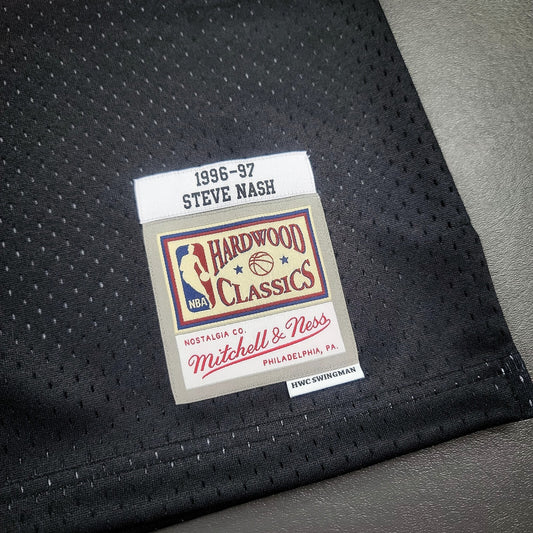 1996-97
STEVE NASH
HARDWOOD
CLASSICS
NBA
NOSTALGIA CO.
Mitchell & Ness
PHILADELPHIA, PA.
HWC SWINGMAN